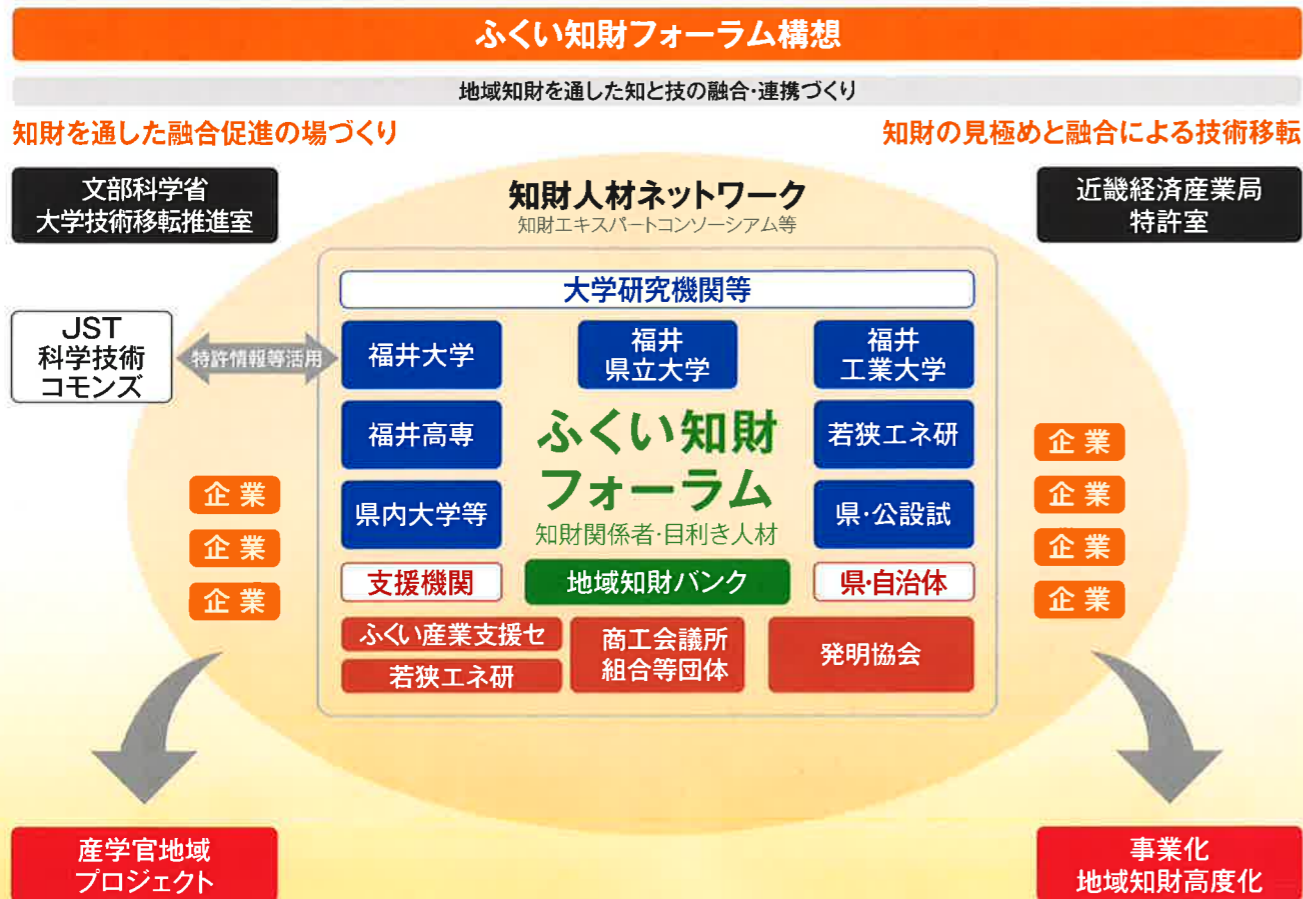 ふくい知財フォーラム構想
地域知財を通した知と技の融合・連携づくり
知財を通した融合促進の場づくり
知財の見極めと融合による技術移転
文部科学省
大学技術移転推進室
知財人材ネットワーク
知財エキスパートコンソーシアム等
近畿経済産業局
特許室
大学研究機関等
JST
科学技術
コモンズ
特許情報等活用
福井大学
福井
県立大学
福井
工業大学
福井高専
ふくい知財
フォーラム
知財関係者・目利き人材
若狭エネ研
県内大学等
県・公設試
企業
企業
企業
企業
企業
企業
企業
支援機関
地域知財バンク
県・自治体
ふくい産業支援セ
若狭エネ研
商工会議所
組合等団体
発明協会
産学官地域
プロジェクト
事業化
地域知財高度化